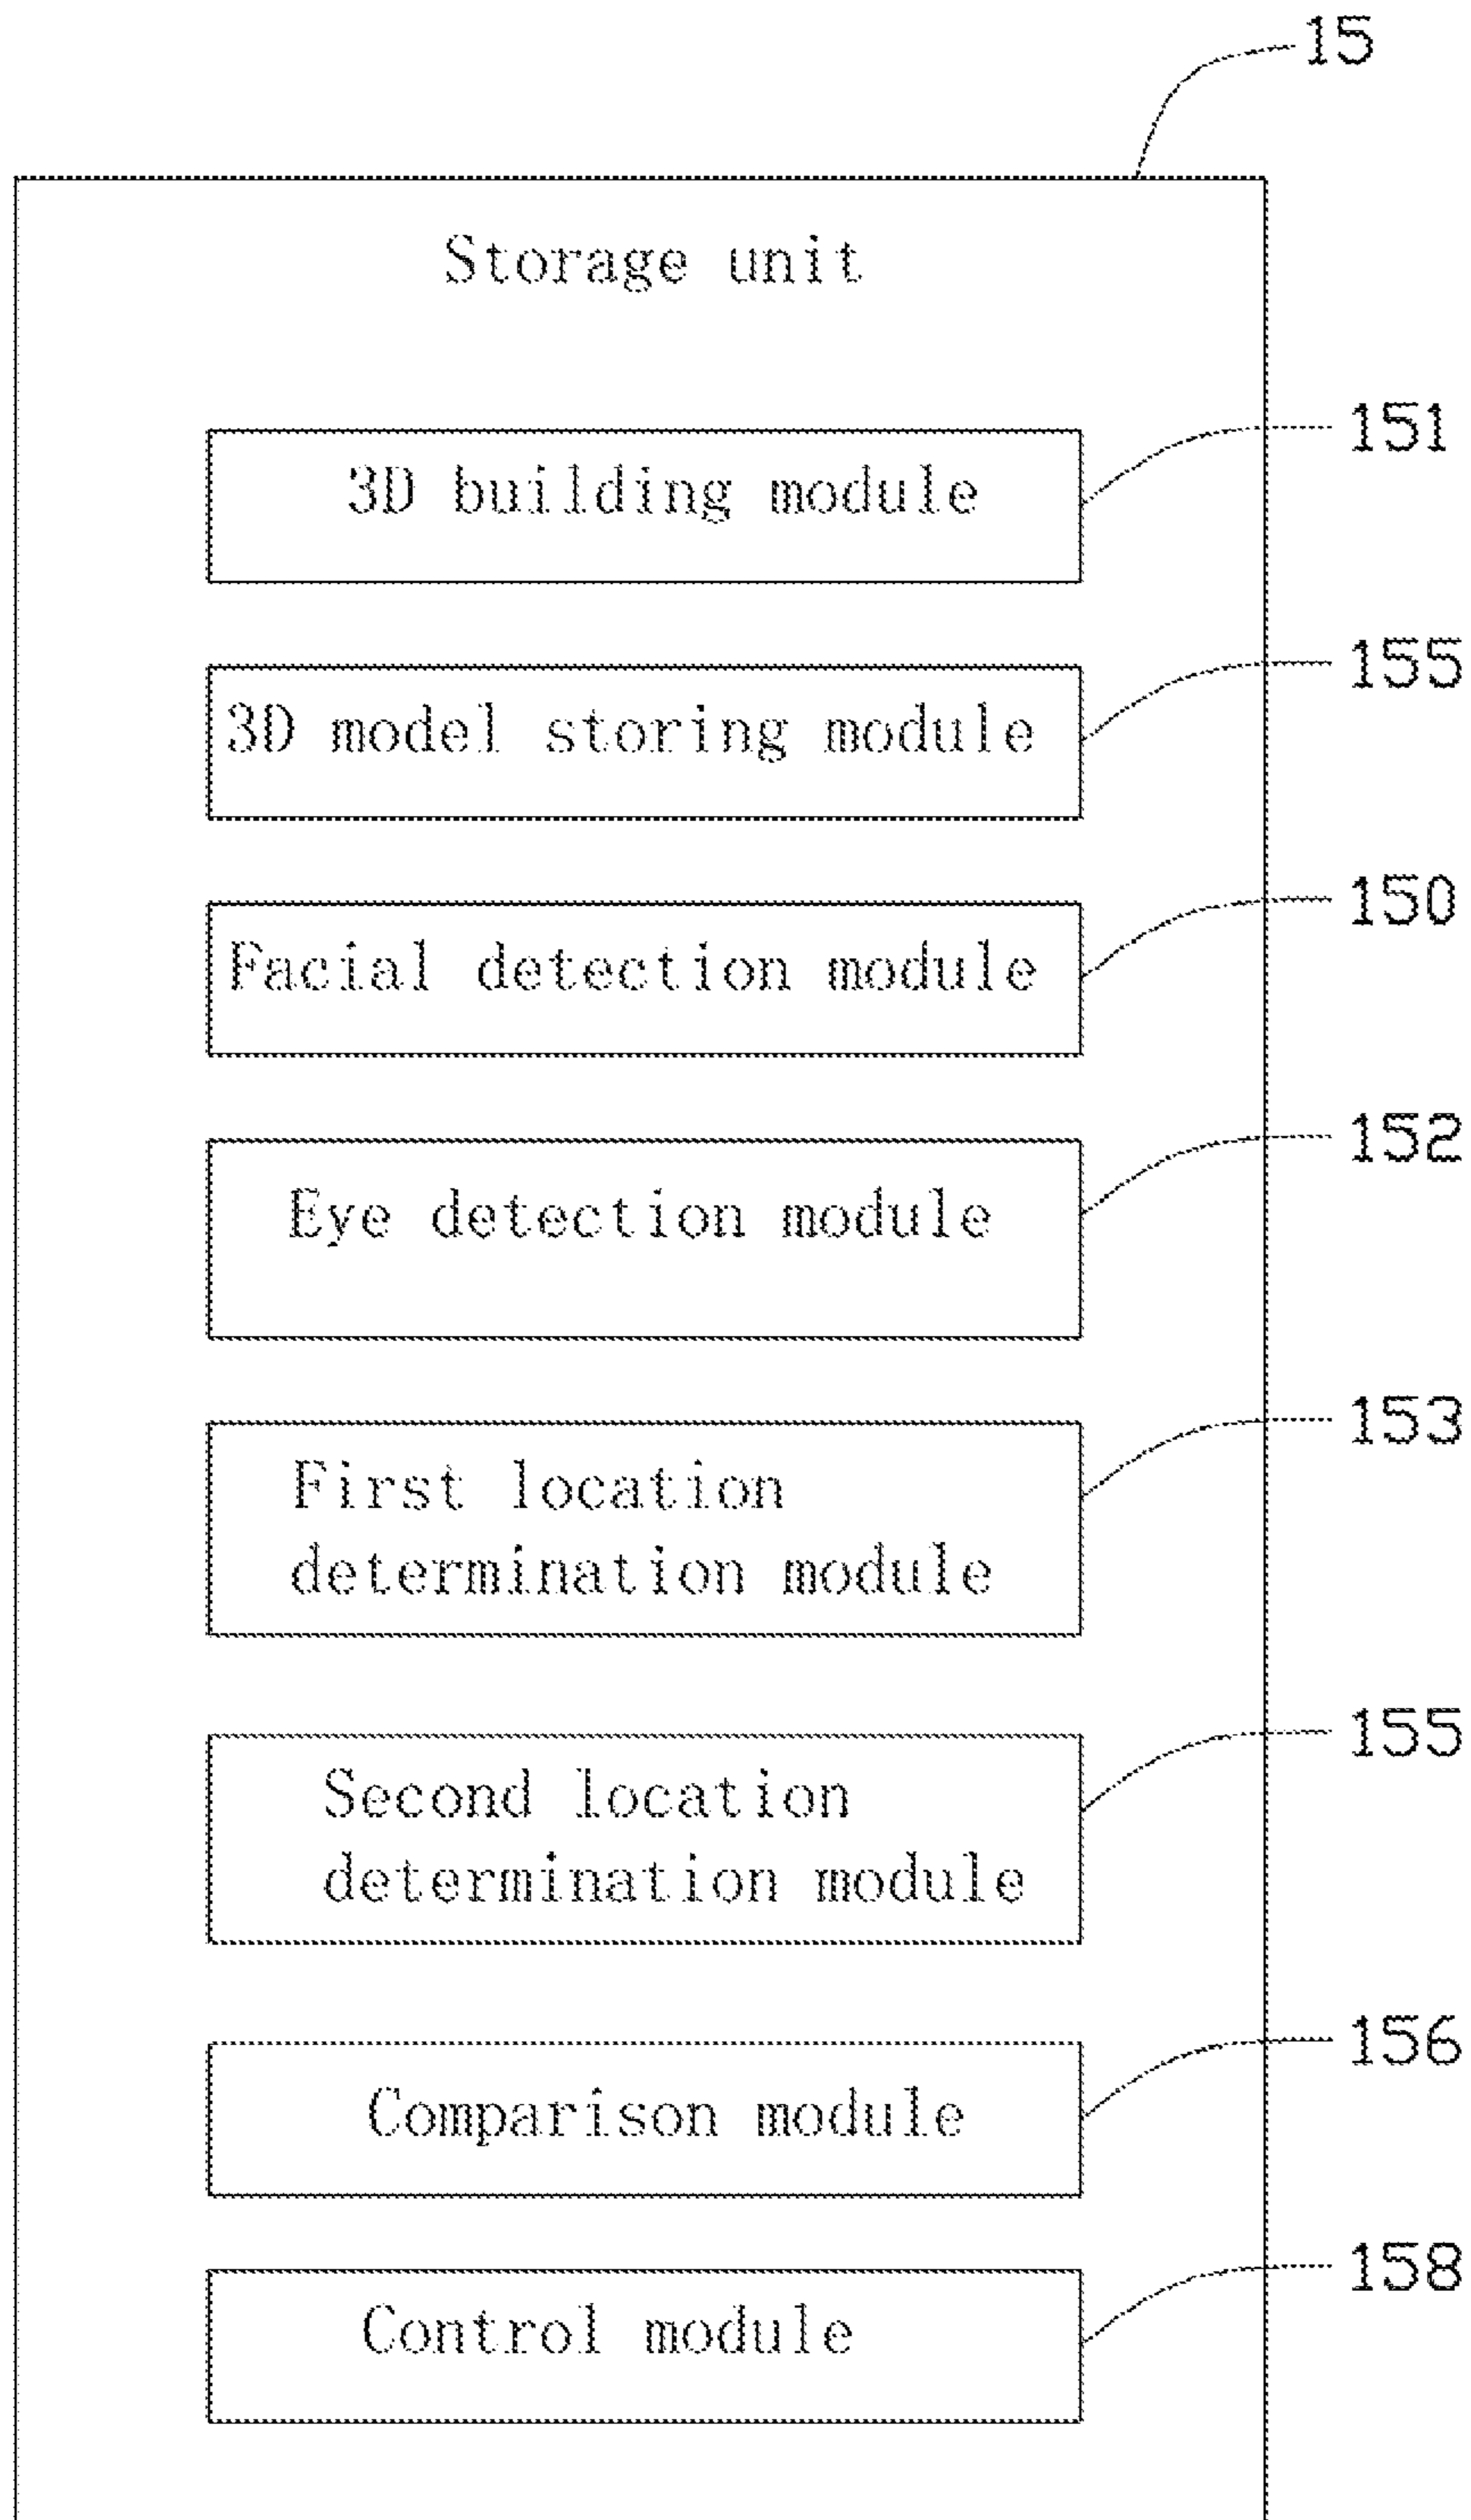 15
Storage unit
3D building module
151
3D model storing module
155
Facial detection module
150
Eye detection module
152
First location
determination module
153
Second location
determination module
155
Comparison module
156
Control module
158